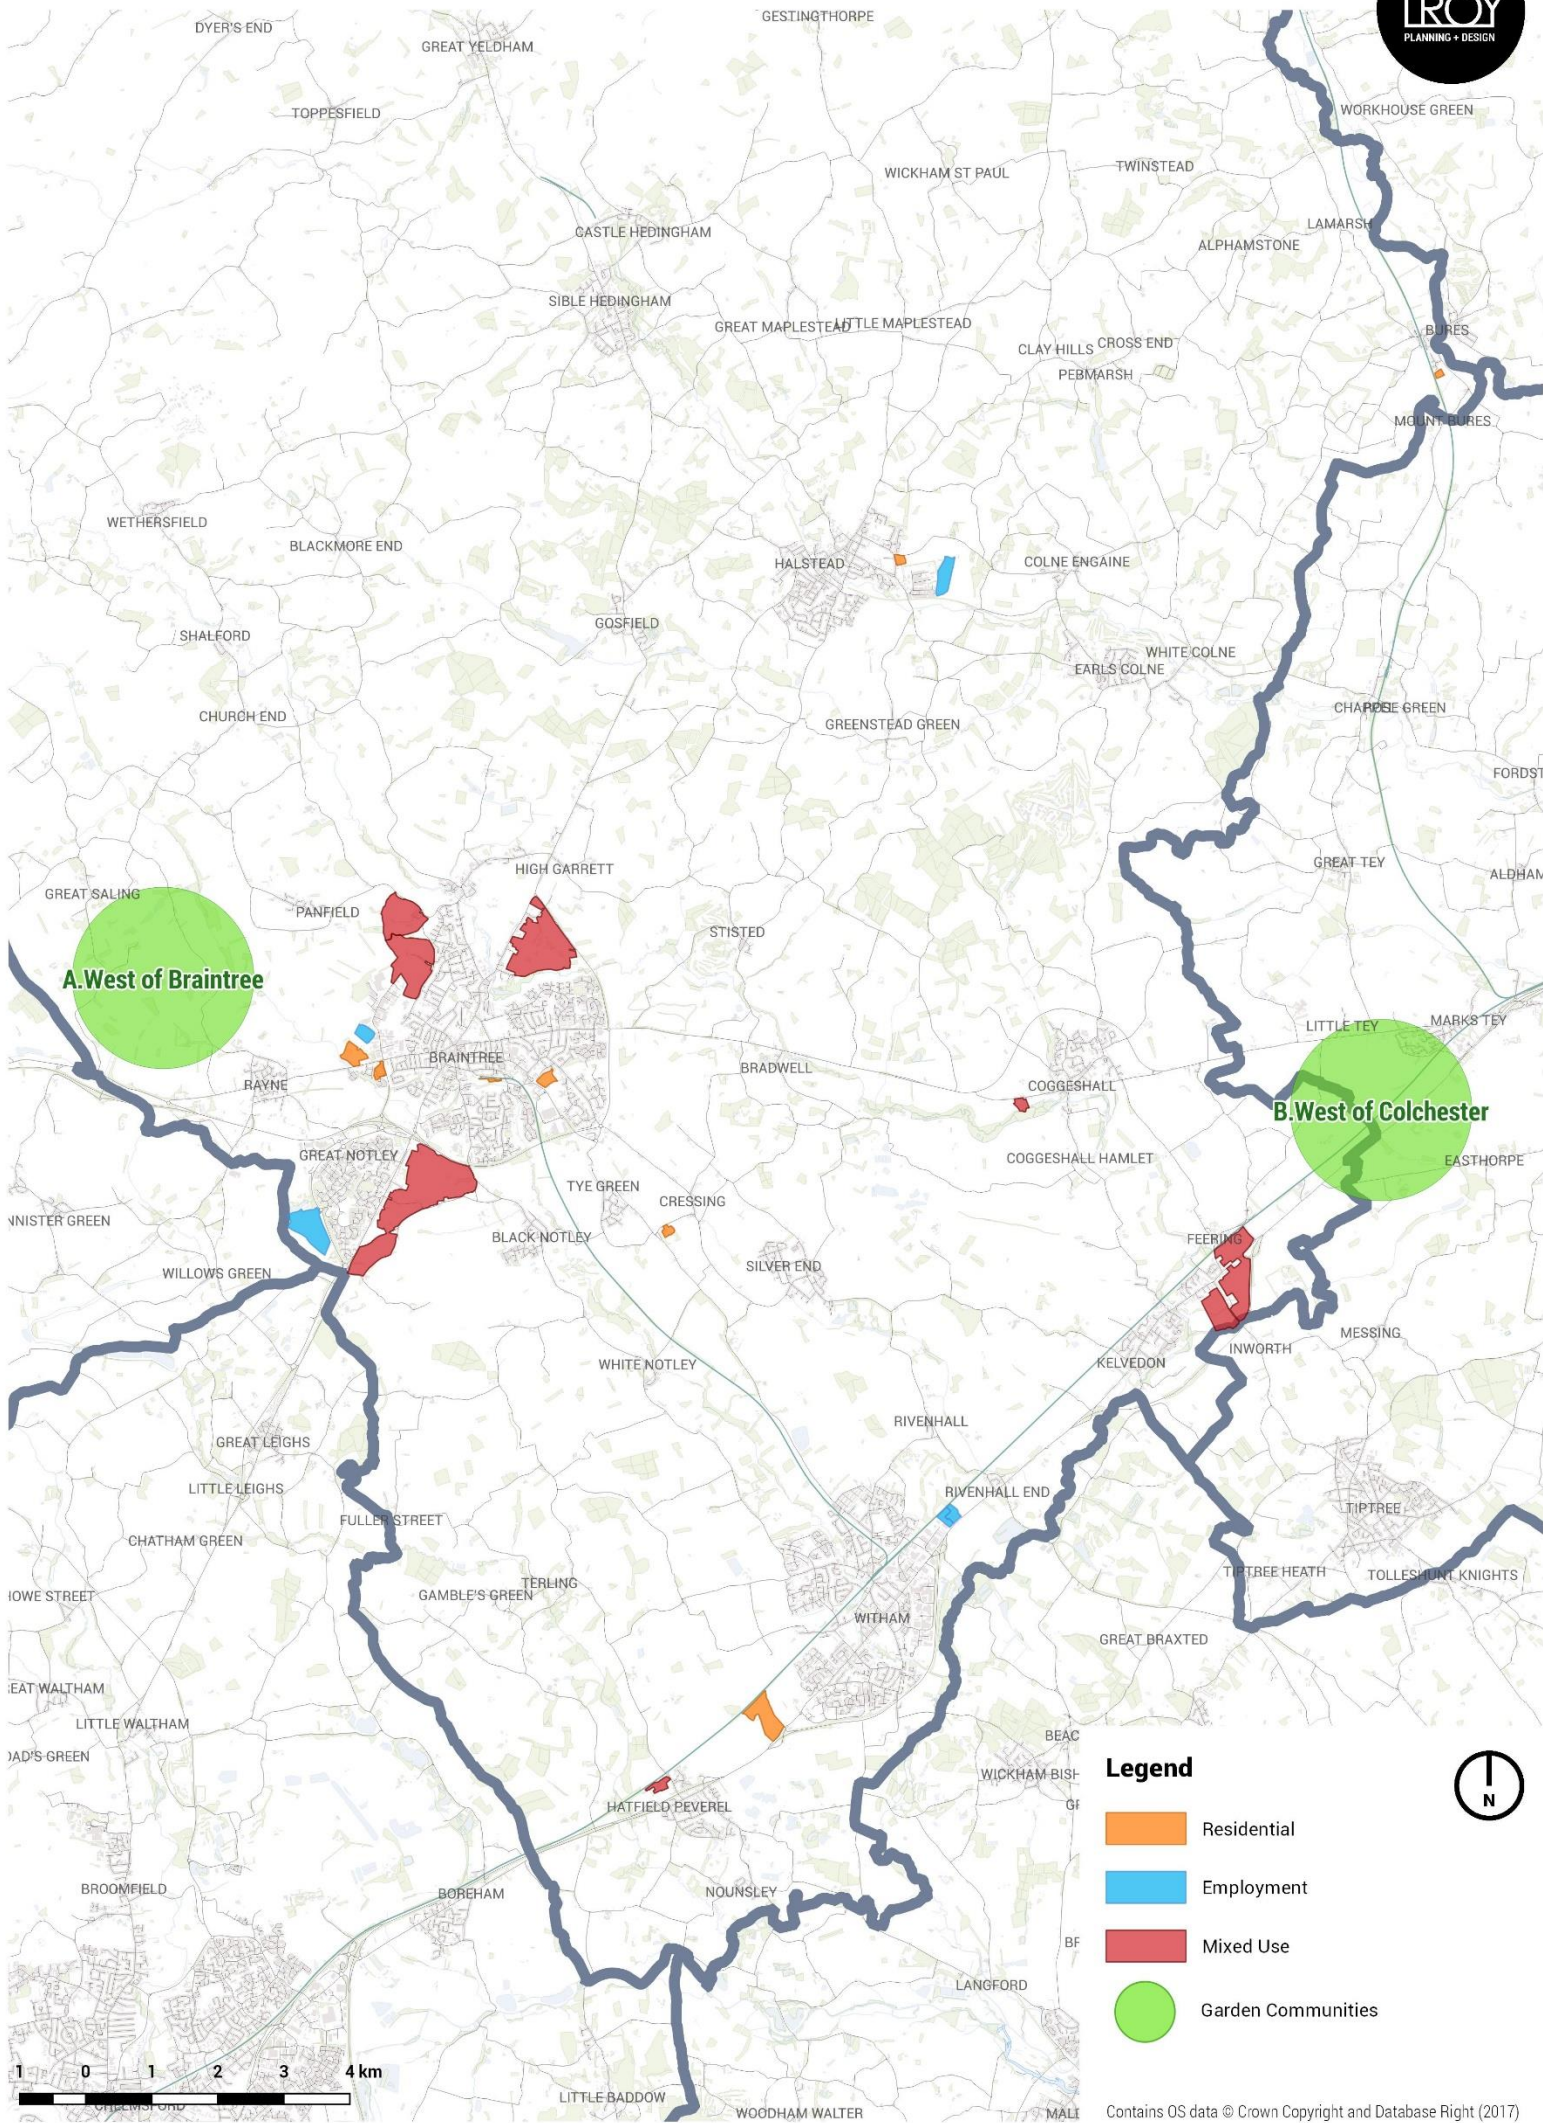 TROY
PLANNING + DESIGN
GESTINGTHORPE
DYER'S END
GREAT YELDHAM
TOPPESFIELD
WORKHOUSE GREEN
WICKHAM ST PAUL
TWINSTEAD
CASTLE HEDINGHAM
LAMARSH
ALPHAMSTONE
SIBLE HEDINGHAM
GREAT MAPLESTEAD
LITTLE MAPLESTEAD
BURES
CLAY HILLS
CROSS END
PEBMARSH
MOUNT BURES
WETHERSFIELD
BLACKMORE END
HALSTEAD
COLNE ENGAINE
GOSFIELD
SHALFORD
WHITE COLNE
EARLS COLNE
CHURCH END
GREENSTEAD GREEN
FORDST
HIGH GARRETT
GREAT TEY
ALDHAM
GREAT SALING
PANFIELD
STISTED
A.West of Braintree
LITTLE TEY
MARKS TEY
BRAINTREE
BRADWELL
RAYNE
COGGESHALL
B.West of Colchester
GREAT NOTLEY
COGGESHALL HAMLET
EASTHORPE
TYE GREEN
CRESSING
NNISTER GREEN
BLACK NOTLEY
FEERING
SILVER END
WILLOWS GREEN
MESSING
INWORTH
WHITE NOTLEY
KELVEDON
RIVENHALL
GREAT LEIGHS
LITTLE LEIGHS
RIVENHALL END
FULLER STREET
TIPTREE
CHATHAM GREEN
TERLING
GAMBLE'S GREEN
TIPTREE HEATH
TOLLESHUNT KNIGHTS
HOWE STREET
WITHAM
GREAT BRAXTED
EAT WALTHAM
LITTLE WALTHAM
BEAC
OAD'S GREEN
WICKHAM BISH
HATFIELD PEVEREL
BROOMFIELD
BOREHAM
NOUNSLEY
LANGFORD
LITTLE BADDOW
WOODHAM WALTER
CHELMSFORD
Legend
N
Residential
Employment
Mixed Use
Garden Communities
1 0 1 2 3 4 km
Contains OS data © Crown Copyright and Database Right (2017)